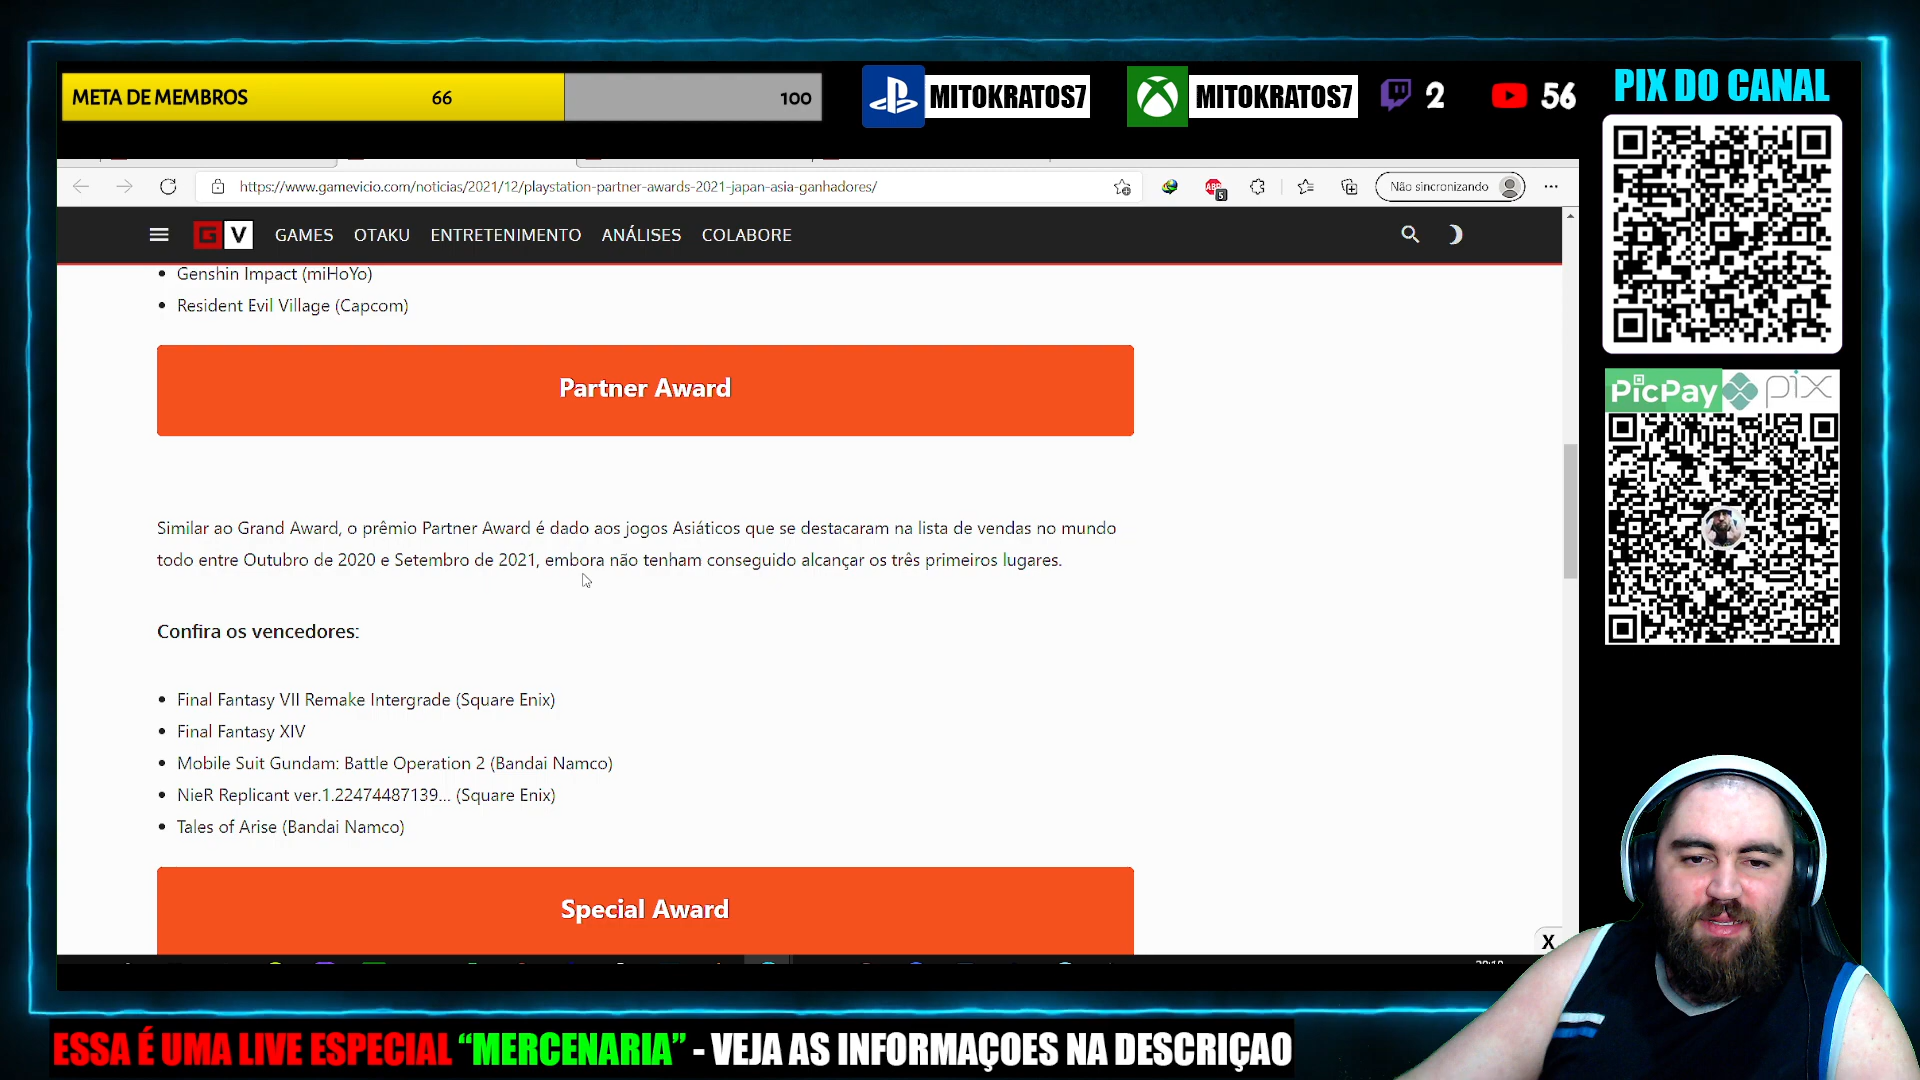 META DE MEMBROS 66 100
MITOKRATOS7
MITOKRATOS7
2
56
PIX DO CANAL
https://www.gamevicio.com/noticias/2021/12/playstation-partner-awards-2021-japan-asia-ganhadores/
ABP
5
Não sincronizando
G V
GAMES OTAKU ENTRETENIMENTO ANÁLISES COLABORE
Genshin Impact (miHoYo)
Resident Evil Village (Capcom)
Partner Award
PicPay pix
Similar ao Grand Award, o prêmio Partner Award é dado aos jogos Asiáticos que se destacaram na lista de vendas no mundo
todo entre Outubro de 2020 e Setembro de 2021, embora não tenham conseguido alcançar os três primeiros lugares.
Confira os vencedores:
Final Fantasy VII Remake Intergrade (Square Enix)
Final Fantasy XIV
Mobile Suit Gundam: Battle Operation 2 (Bandai Namco)
NieR Replicant ver.1.22474487139... (Square Enix)
Tales of Arise (Bandai Namco)
Special Award
X
ESSA É UMA LIVE ESPECIAL “MERCENARIA” - VEJA AS INFORMAÇOES NA DESCRIÇAO